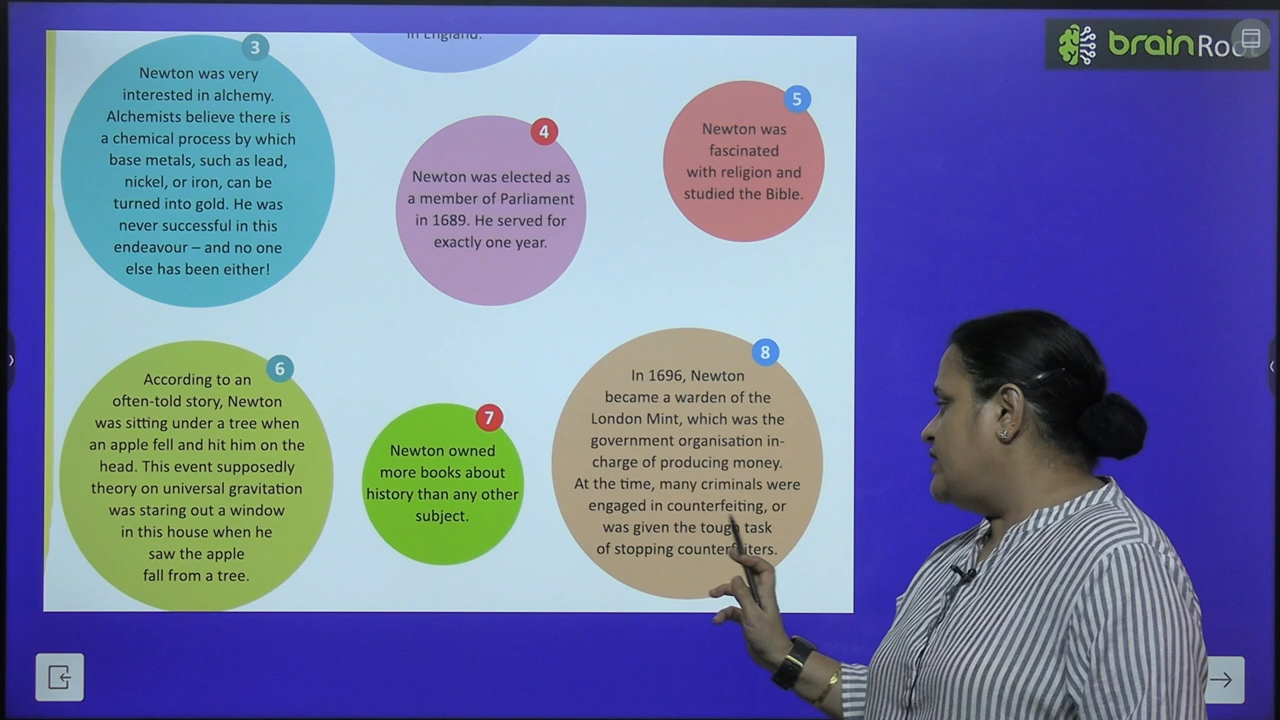 in England.
brainRoot
3
Newton was very
interested in alchemy.
Alchemists believe there is
a chemical process by which
base metals, such as lead,
nickel, or iron, can be
turned into gold. He was
never successful in this
endeavour – and no one
else has been either!
4
Newton was elected as
a member of Parliament
in 1689. He served for
exactly one year.
5
Newton was
fascinated
with religion and
studied the Bible.
6
According to an
often-told story, Newton
was sitting under a tree when
an apple fell and hit him on the
head. This event supposedly
theory on universal gravitation
was staring out a window
in this house when he
saw the apple
fall from a tree.
7
Newton owned
more books about
history than any other
subject.
8
In 1696, Newton
became a warden of the
London Mint, which was the
government organisation in-
charge of producing money.
At the time, many criminals were
engaged in counterfeiting, or
was given the tough task
of stopping counterfeiters.